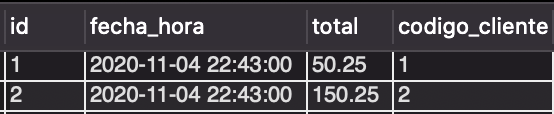 id fecha_hora total codigo_cliente
1 2020-11-04 22:43:00 50.25 1
2 2020-11-04 22:43:00 150.25 2